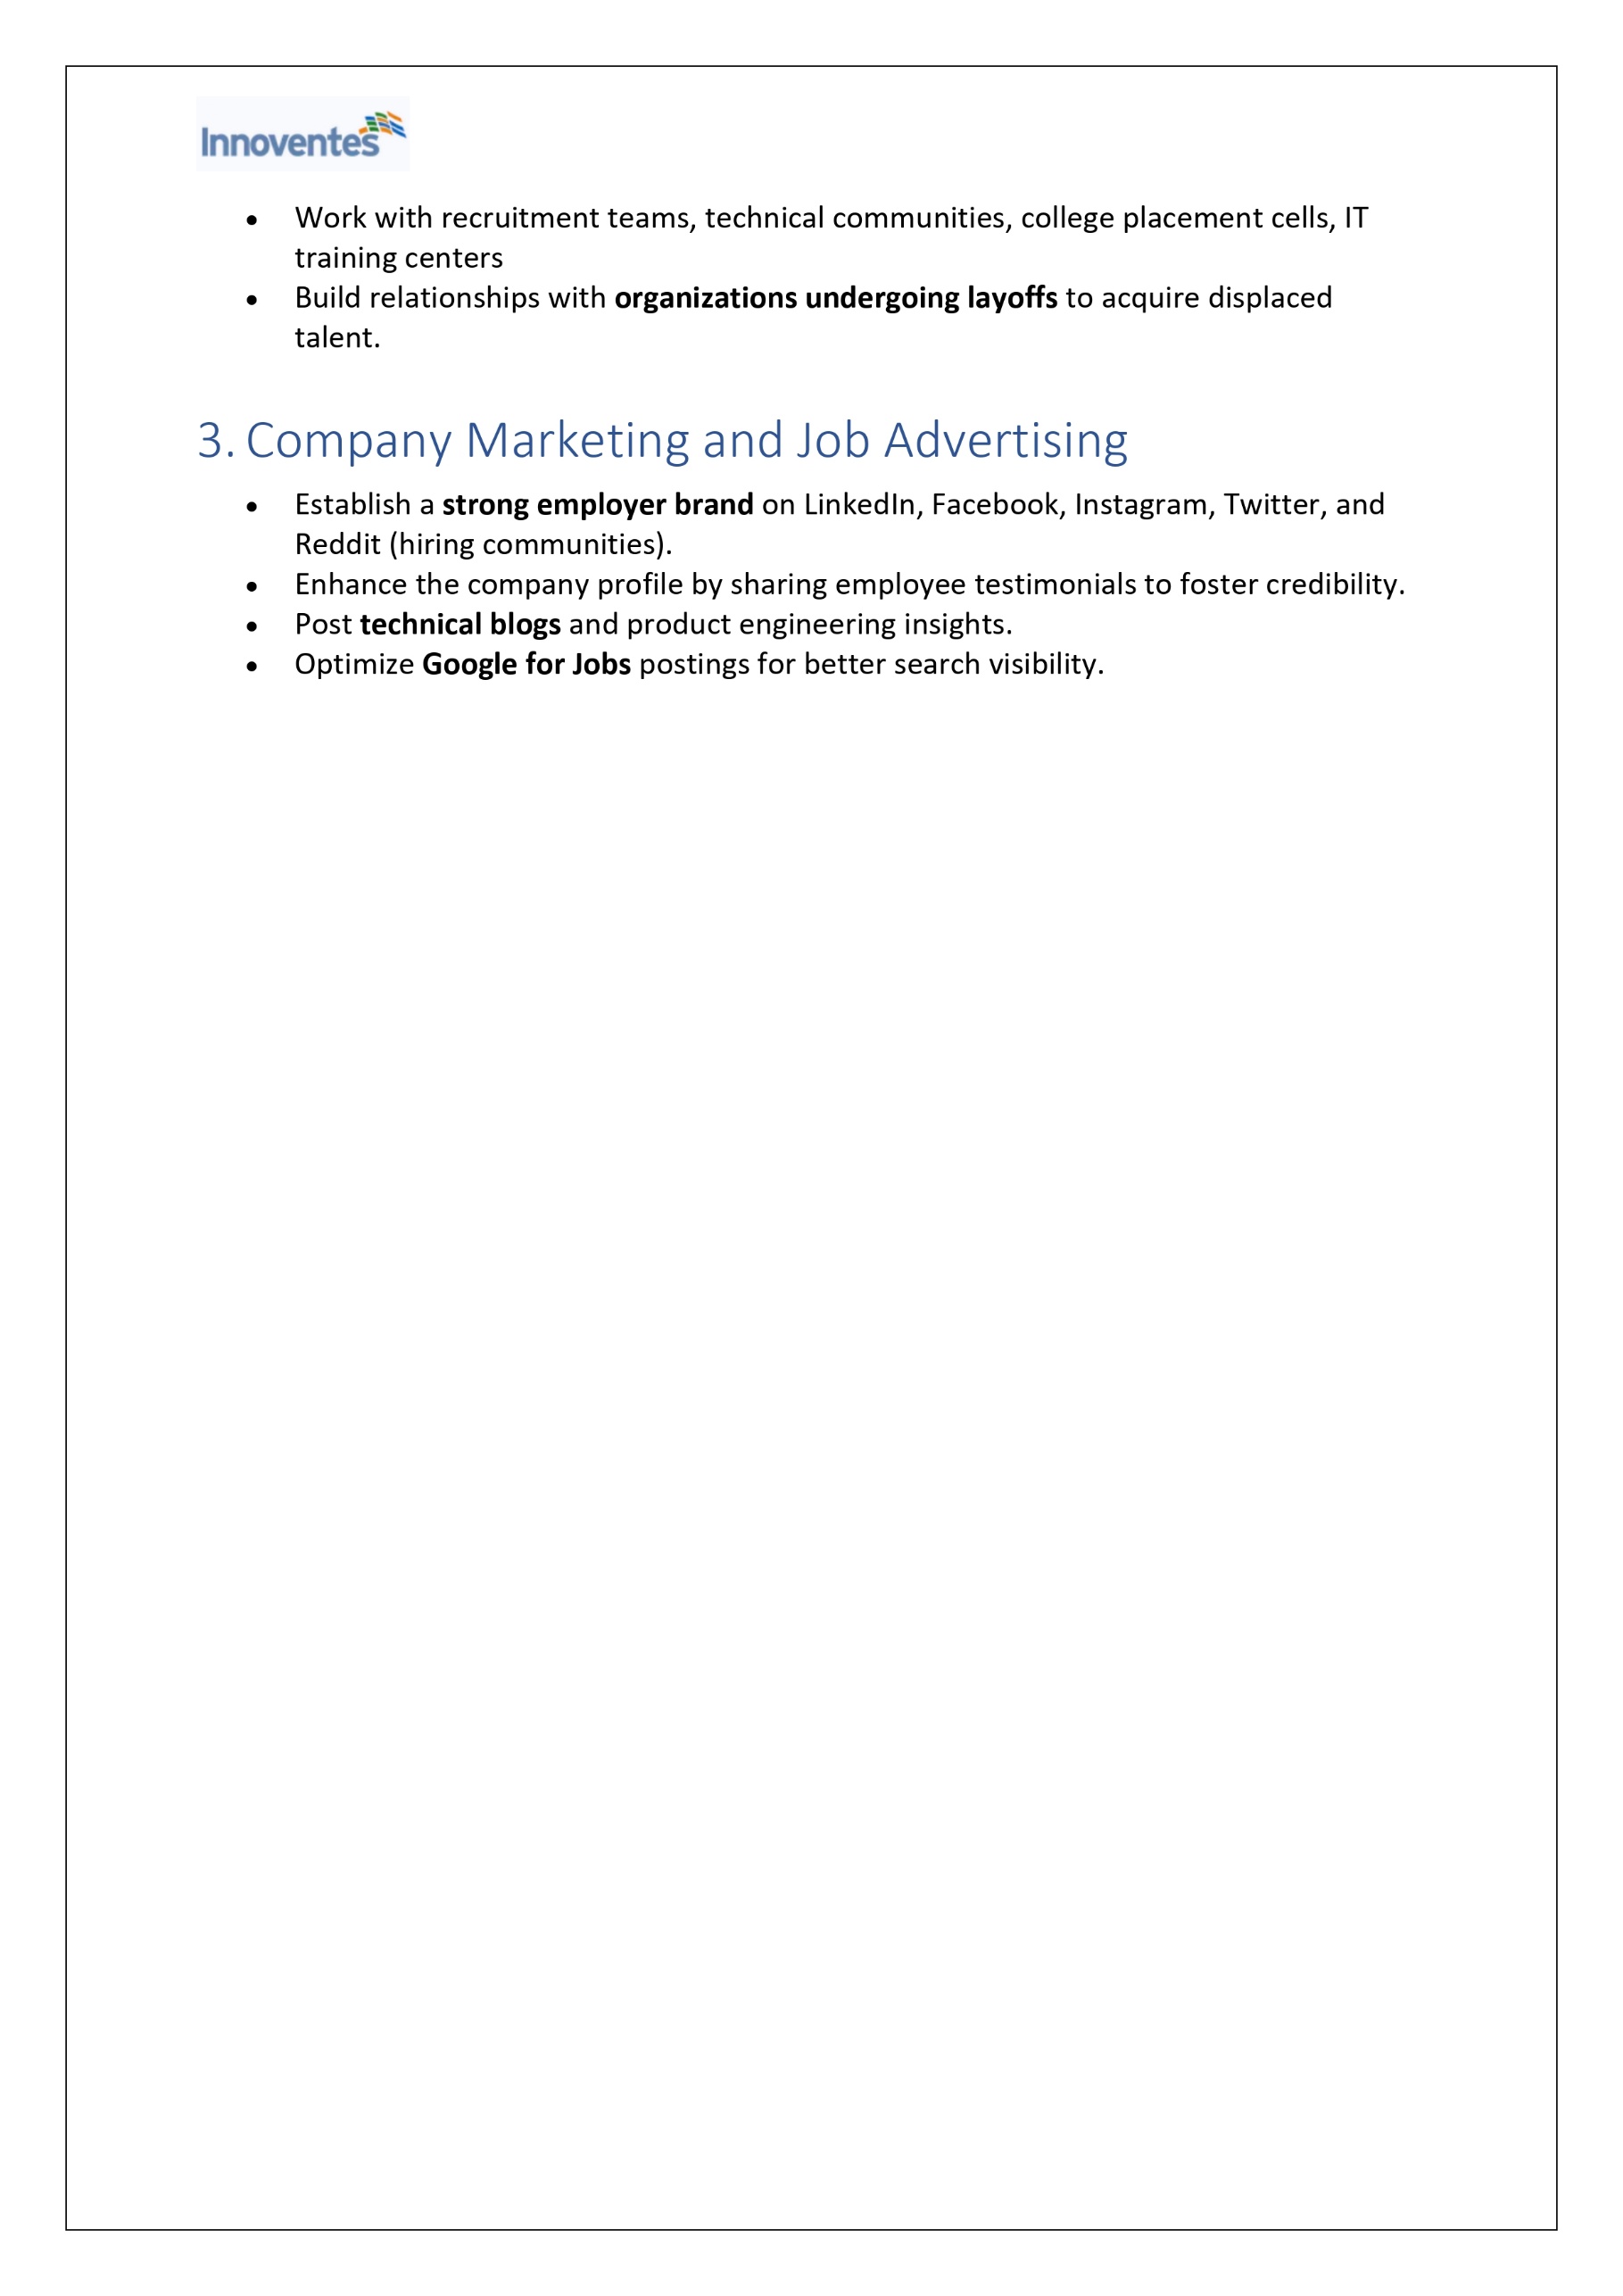 Innoventes
• Work with recruitment teams, technical communities, college placement cells, IT
training centers
• Build relationships with organizations undergoing layoffs to acquire displaced
talent.
3. Company Marketing and Job Advertising
• Establish a strong employer brand on LinkedIn, Facebook, Instagram, Twitter, and
Reddit (hiring communities).
• Enhance the company profile by sharing employee testimonials to foster credibility.
• Post technical blogs and product engineering insights.
• Optimize Google for Jobs postings for better search visibility.